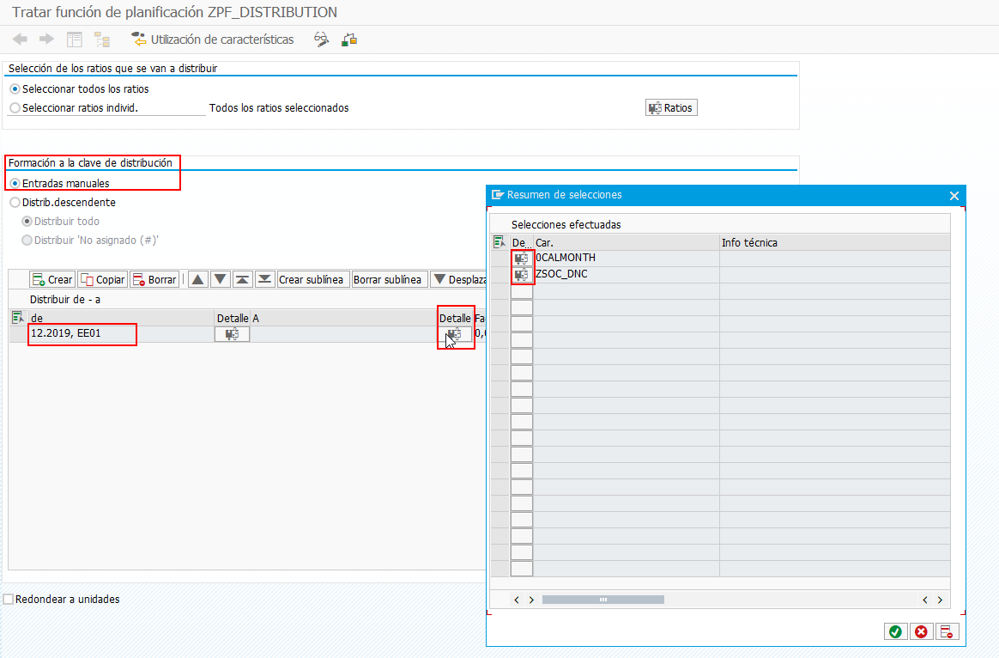 Tratar función de planificación ZPF_DISTRIBUTION
Utilización de características
Selección de los ratios que se van a distribuir
Seleccionar todos los ratios
Seleccionar ratios individ.
Todos los ratios seleccionados
Ratios
Formación a la clave de distribución
Entradas manuales
Distrib.descendente
Distribuir todo
Distribuir 'No asignado (#)'
Crear
Copiar
Borrar
Crear sublínea
Borrar sublínea
Desplaza
Distribuir de - a
de
Detalle
A
Detalle
Fa
12.2019, EE01
0,
Redondear a unidades
Resumen de selecciones
Selecciones efectuadas
De...
Car.
Info técnica
0CALMONTH
ZSOC_DNC